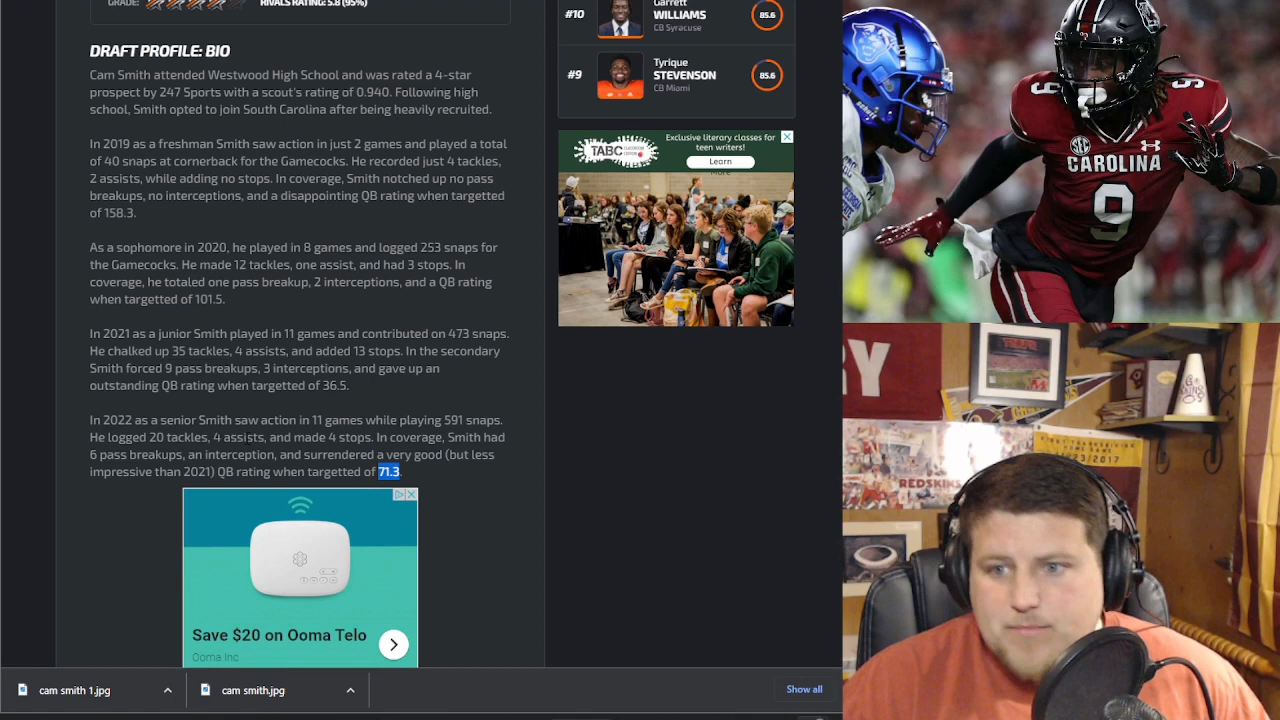 GRADE:
RIVALS RATING: 5.8 (95%)
DRAFT PROFILE: BIO
Cam Smith attended Westwood High School and was rated a 4-star
prospect by 247 Sports with a scout's rating of 0.940. Following high
school, Smith opted to join South Carolina after being heavily recruited.
In 2019 as a freshman Smith saw action in just 2 games and played a total
of 40 snaps at cornerback for the Gamecocks. He recorded just 4 tackles,
2 assists, while adding no stops. In coverage, Smith notched up no pass
breakups, no interceptions, and a disappointing QB rating when targetted
of 158.3.
As a sophomore in 2020, he played in 8 games and logged 253 snaps for
the Gamecocks. He made 12 tackles, one assist, and had 3 stops. In
coverage, he totaled one pass breakup, 2 interceptions, and a QB rating
when targetted of 101.5.
In 2021 as a junior Smith played in 11 games and contributed on 473 snaps.
He chalked up 35 tackles, 4 assists, and added 13 stops. In the secondary
Smith forced 9 pass breakups, 3 interceptions, and gave up an
outstanding QB rating when targetted of 36.5.
In 2022 as a senior Smith saw action in 11 games while playing 591 snaps.
He logged 20 tackles, 4 assists, and made 4 stops. In coverage, Smith had
6 pass breakups, an interception, and surrendered a very good (but less
impressive than 2021) QB rating when targetted of 71.3.
Save $20 on Ooma Telo
Ooma Inc
cam smith 1.jpg
cam smith.jpg
Show all
#10
Garrett
WILLIAMS
CB Syracuse
85.6
#9
Tyrique
STEVENSON
CB Miami
85.6
TABC
Exclusive literary classes for
teen writers!
Learn
More
9
9
SEC
CAROLINA
9
RY
REDSKINS
FIRST THANKSGIVING
HOME GAME
11/23/2017